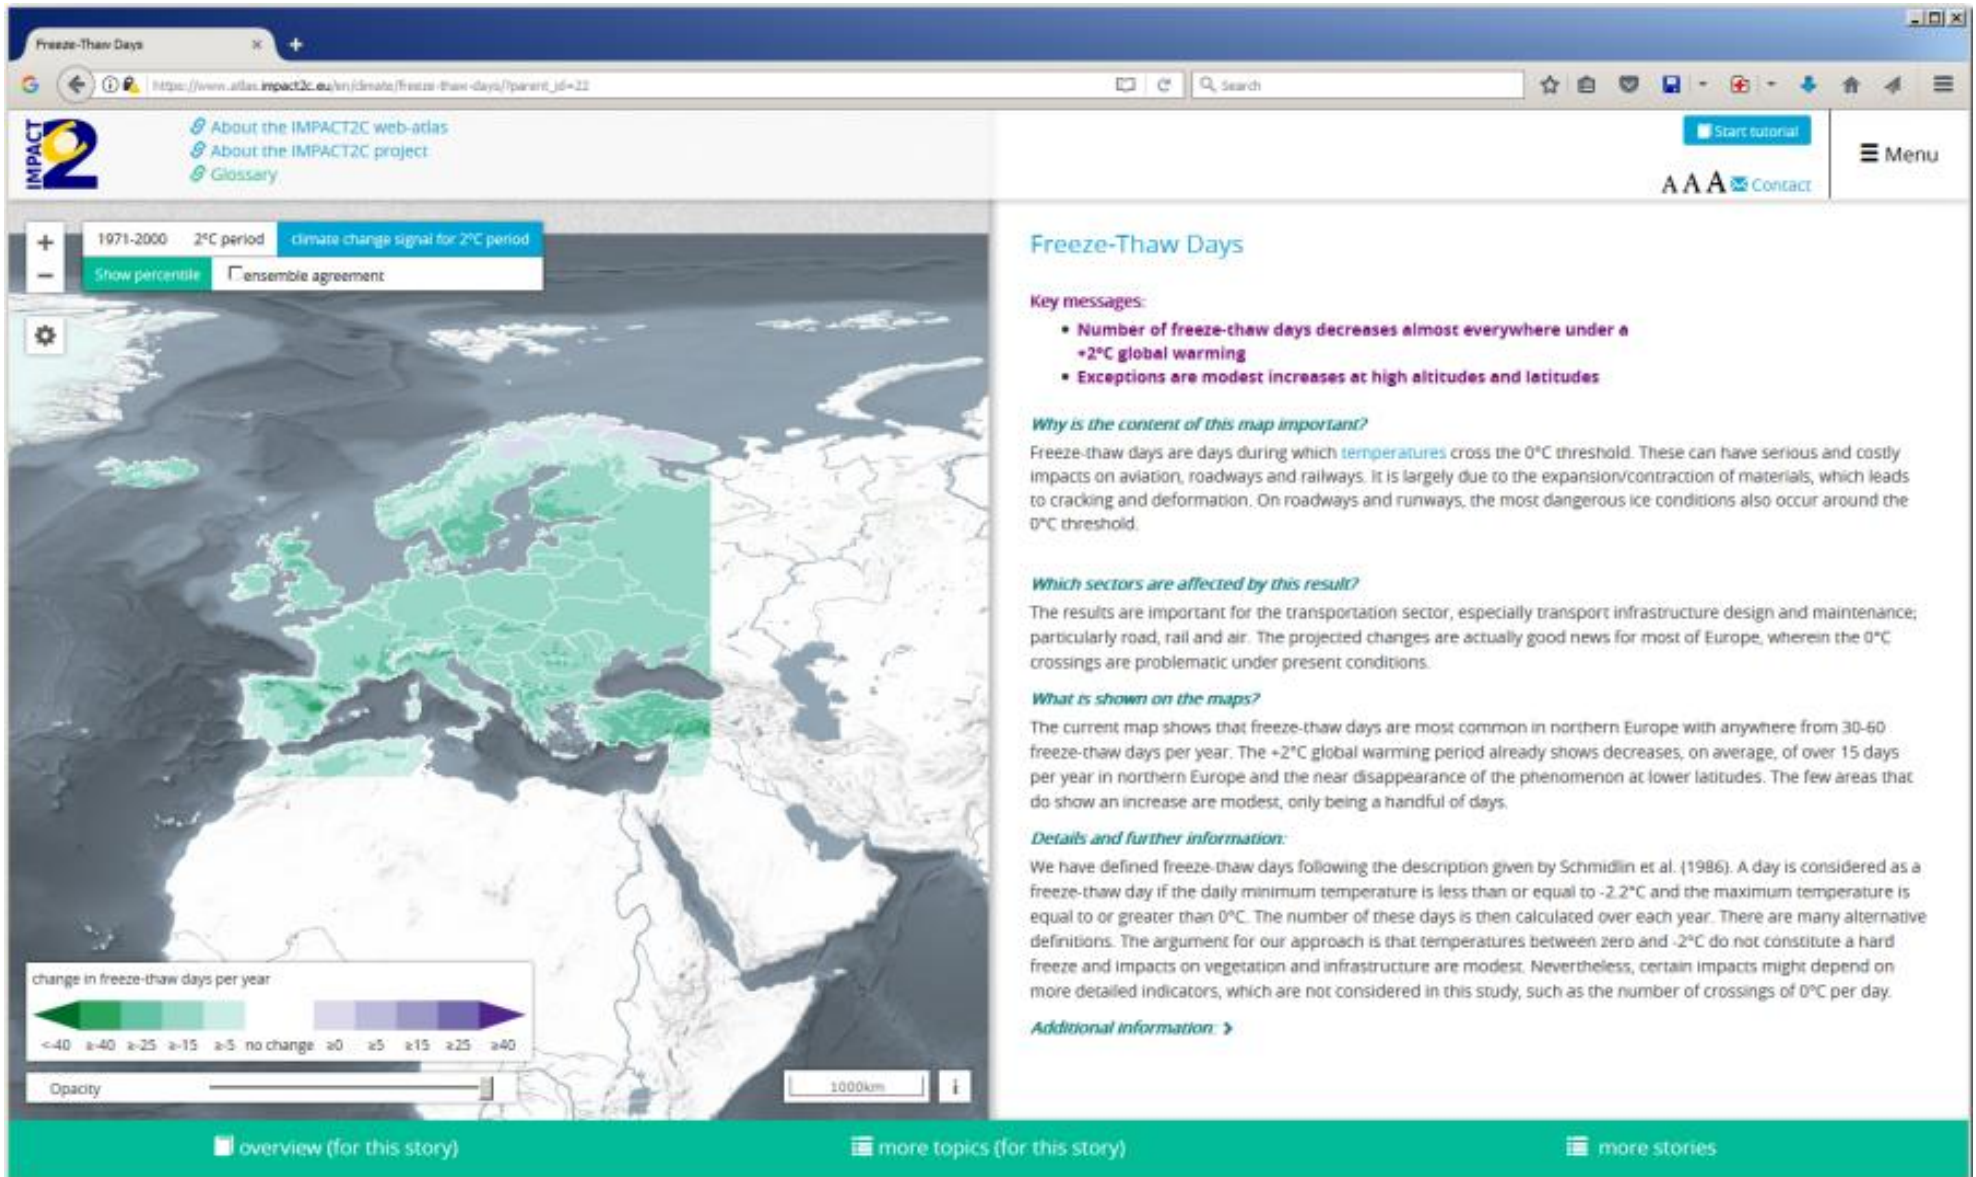 Freeze-Thaw Days
https://www.atlas.impact2c.eu/en/climate/freeze-thaw-days/?parent_id=22
Search
IMPACT
2
About the IMPACT2C web-atlas
About the IMPACT2C project
Glossary
Start tutorial
A A A Contact
Menu
+
−
1971-2000 2°C period climate change signal for 2°C period
Show percentile ensemble agreement
change in freeze-thaw days per year
<-40 ≥-40 ≥-25 ≥-15 ≥-5 no change ≥0 ≥5 ≥15 ≥25 ≥40
Opacity
1000km
i
Freeze-Thaw Days
Key messages:
• Number of freeze-thaw days decreases almost everywhere under a
+2°C global warming
• Exceptions are modest increases at high altitudes and latitudes
Why is the content of this map important?
Freeze-thaw days are days during which temperatures cross the 0°C threshold. These can have serious and costly
impacts on aviation, roadways and railways. It is largely due to the expansion/contraction of materials, which leads
to cracking and deformation. On roadways and runways, the most dangerous ice conditions also occur around the
0°C threshold.
Which sectors are affected by this result?
The results are important for the transportation sector, especially transport infrastructure design and maintenance;
particularly road, rail and air. The projected changes are actually good news for most of Europe, wherein the 0°C
crossings are problematic under present conditions.
What is shown on the maps?
The current map shows that freeze-thaw days are most common in northern Europe with anywhere from 30-60
freeze-thaw days per year. The +2°C global warming period already shows decreases, on average, of over 15 days
per year in northern Europe and the near disappearance of the phenomenon at lower latitudes. The few areas that
do show an increase are modest, only being a handful of days.
Details and further information:
We have defined freeze-thaw days following the description given by Schmidlin et al. (1986). A day is considered as a
freeze-thaw day if the daily minimum temperature is less than or equal to -2.2°C and the maximum temperature is
equal to or greater than 0°C. The number of these days is then calculated over each year. There are many alternative
definitions. The argument for our approach is that temperatures between zero and -2°C do not constitute a hard
freeze and impacts on vegetation and infrastructure are modest. Nevertheless, certain impacts might depend on
more detailed indicators, which are not considered in this study, such as the number of crossings of 0°C per day.
Additional information:
overview (for this story)
more topics (for this story)
more stories